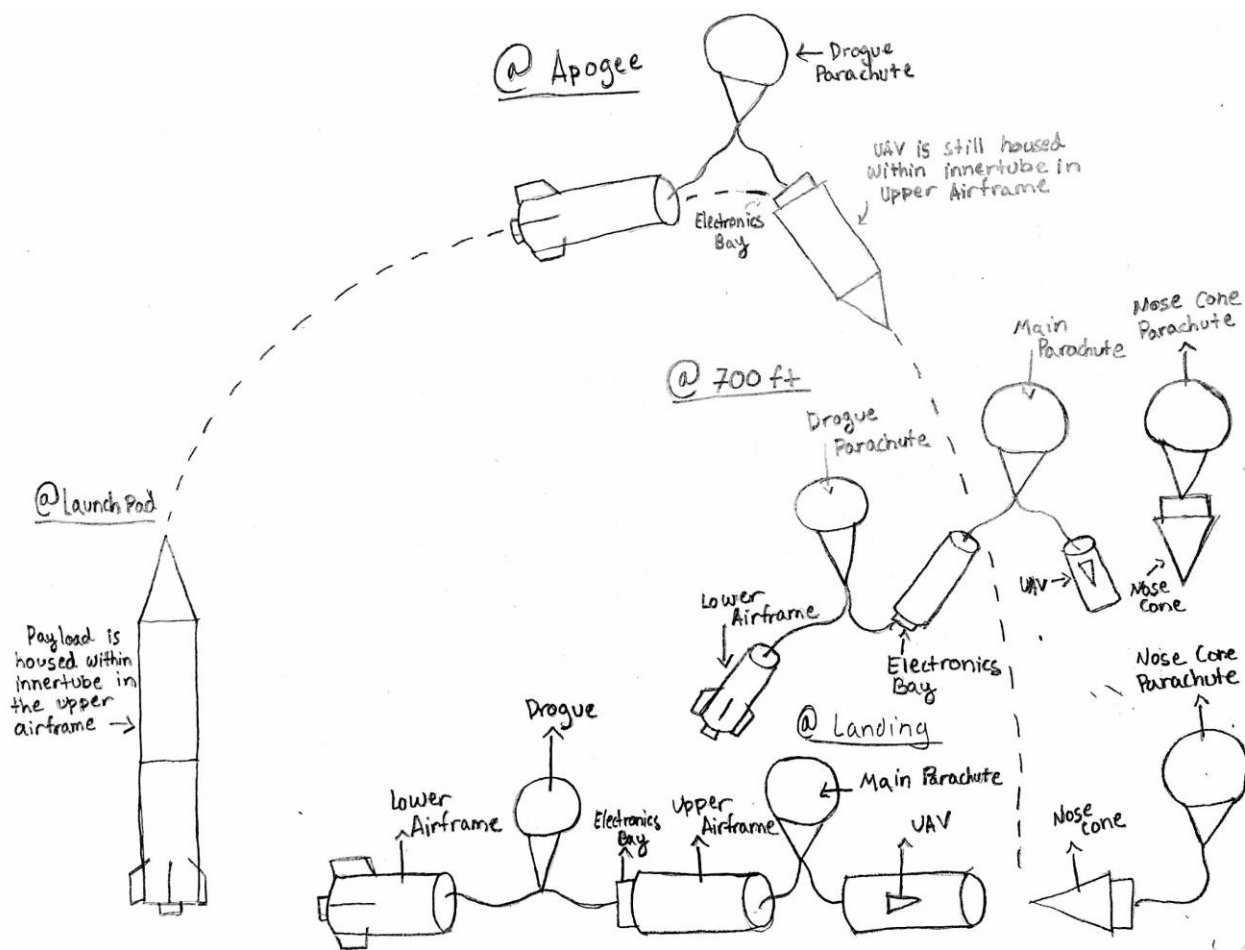 @ Apogee
Drogue
Parachute
UAV is still housed
within innertube in
Upper Airframe
Electronics
Bay
@ 700 ft
Main
Parachute
Nose Cone
Parachute
Drogue
Parachute
@ Launch Pad
Lower
Airframe
UAV
Nose
Cone
Electronics
Bay
Payload is
housed within
innertube in
the upper
airframe
@ Landing
Nose Cone
Parachute
Drogue
Main Parachute
Lower
Airframe
Electronics
Bay
Upper
Airframe
UAV
Nose
Cone